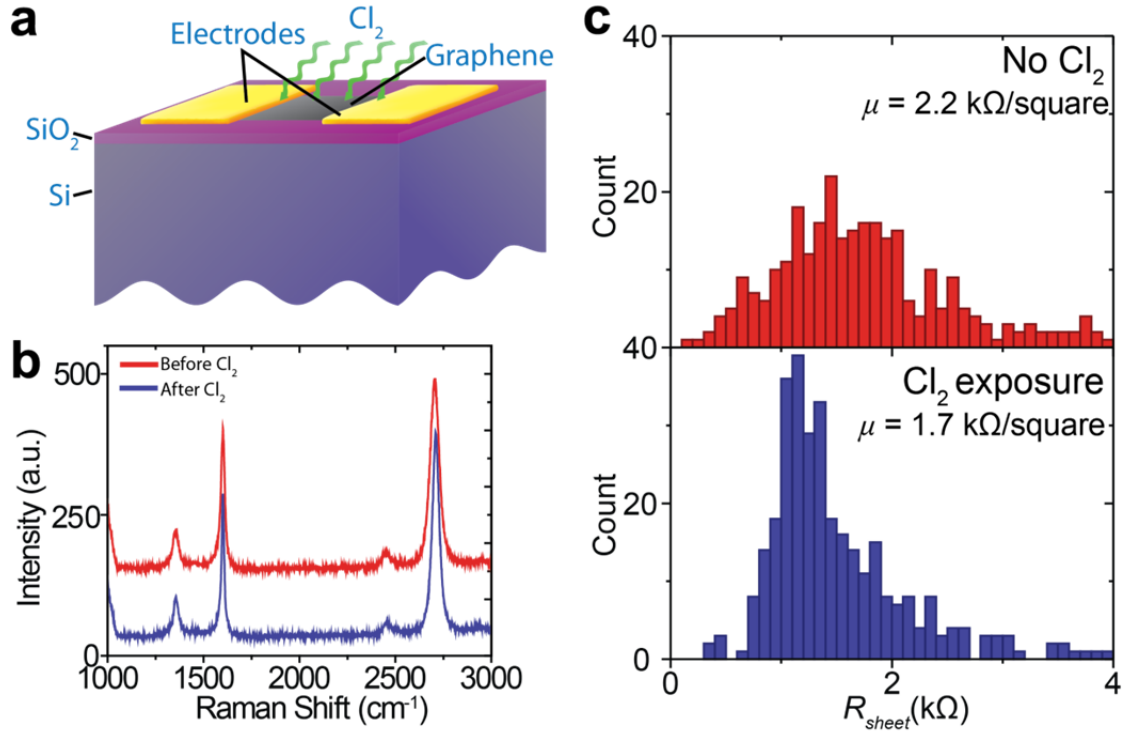 a
Cl₂
Electrodes
Graphene
SiO₂
Si
b
500
250
0
Before Cl₂
After Cl₂
Intensity (a.u.)
1000 1500 2000 2500 3000
Raman Shift (cm⁻¹)
c
40
No Cl₂
μ = 2.2 kΩ/square
20
Count
40
Cl₂ exposure
μ = 1.7 kΩ/square
20
Count
0
0 2 4
R_sheet(kΩ)